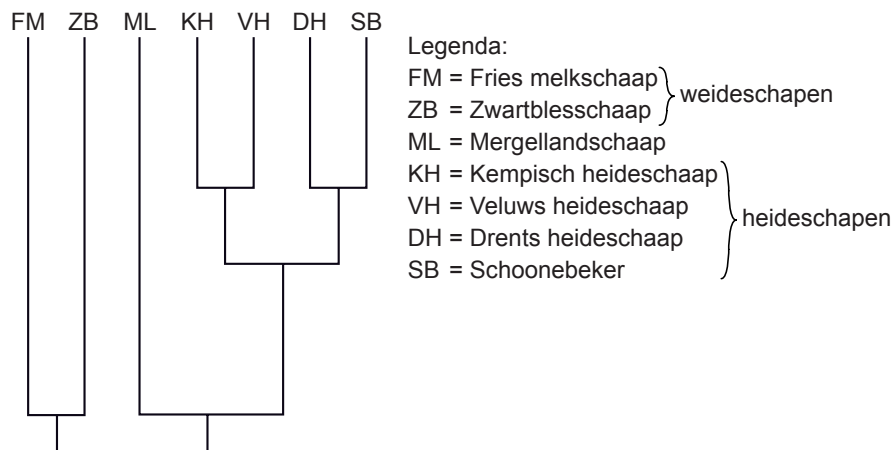 FM ZB ML KH VH DH SB
Legenda:
FM = Fries melkschaap
ZB = Zwartblesschaap
weideschapen
ML = Mergellandschaap
KH = Kempisch heideschaap
VH = Veluws heideschaap
DH = Drents heideschaap
SB = Schoonebeker
heideschapen